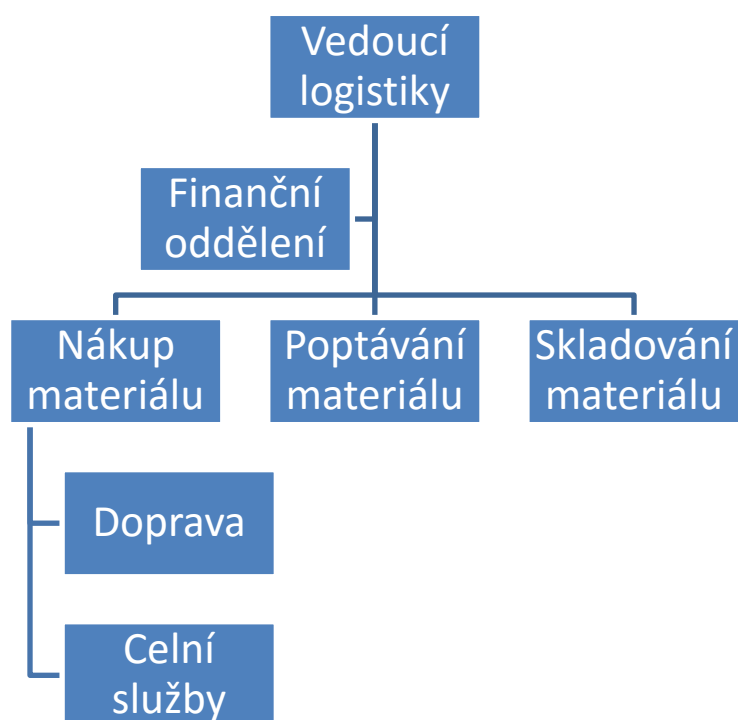 Vedoucí
logistiky
Finanční
oddělení
Nákup
materiálu
Poptávání
materiálu
Skladování
materiálu
Doprava
Celní
služby